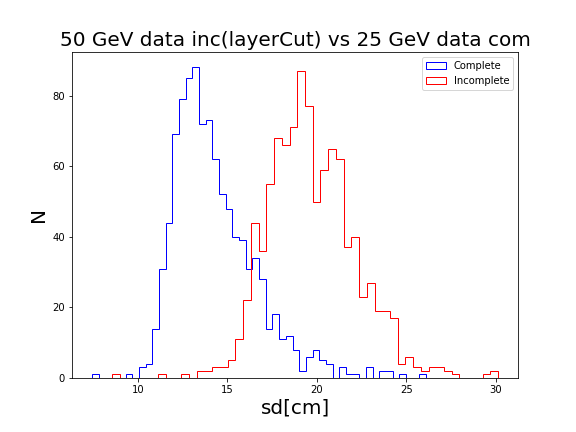 50 GeV data inc(layerCut) vs 25 GeV data com
Complete
Incomplete
80
60
40
20
0
N
10 15 20 25 30
sd[cm]